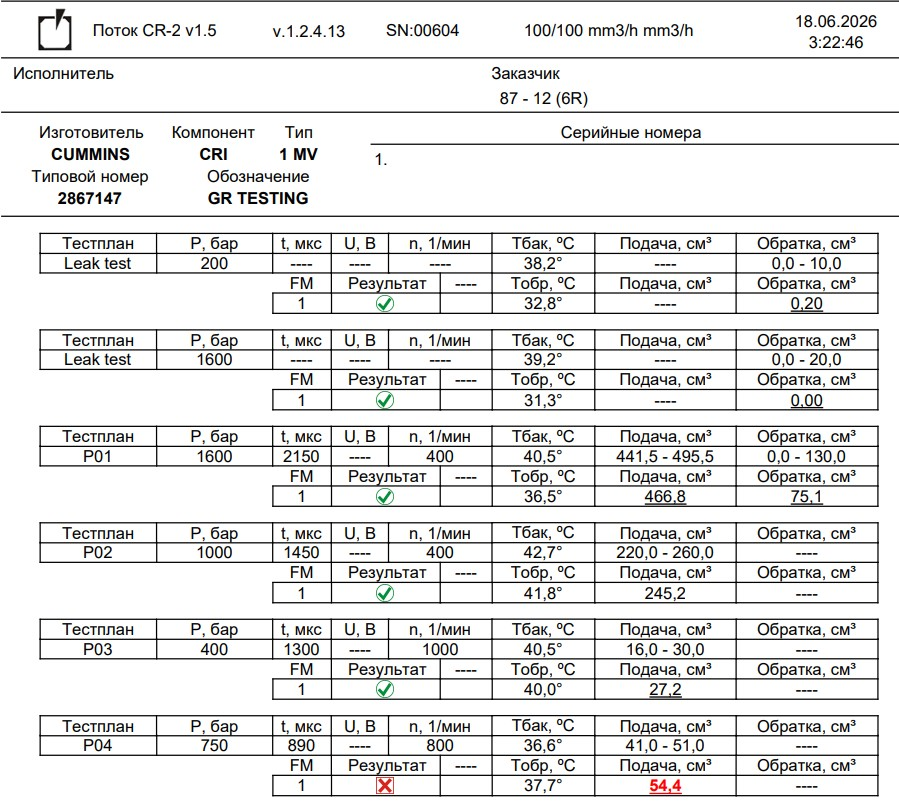 Поток CR-2 v1.5 v.1.2.4.13 SN:00604 100/100 mm3/h mm3/h 18.06.2026
3:22:46
Исполнитель Заказчик
87 - 12 (6R)
Изготовитель Компонент Тип Серийные номера
CUMMINS CRI 1 MV 1.
Типовой номер Обозначение
2867147 GR TESTING
Тестплан P, бар t, мкс U, В n, 1/мин Тбак, ºC Подача, см³ Обратка, см³
Leak test 200 ---- ---- ---- 38,2° ---- 0,0 - 10,0
FM Результат ---- Тобр, ºC Подача, см³ Обратка, см³
1 32,8° ---- 0,20
Тестплан P, бар t, мкс U, В n, 1/мин Тбак, ºC Подача, см³ Обратка, см³
Leak test 1600 ---- ---- ---- 39,2° ---- 0,0 - 20,0
FM Результат ---- Тобр, ºC Подача, см³ Обратка, см³
1 31,3° ---- 0,00
Тестплан P, бар t, мкс U, В n, 1/мин Тбак, ºC Подача, см³ Обратка, см³
P01 1600 2150 ---- 400 40,5° 441,5 - 495,5 0,0 - 130,0
FM Результат ---- Тобр, ºC Подача, см³ Обратка, см³
1 36,5° 466,8 75,1
Тестплан P, бар t, мкс U, В n, 1/мин Тбак, ºC Подача, см³ Обратка, см³
P02 1000 1450 ---- 400 42,7° 220,0 - 260,0 ----
FM Результат ---- Тобр, ºC Подача, см³ Обратка, см³
1 41,8° 245,2 ----
Тестплан P, бар t, мкс U, В n, 1/мин Тбак, ºC Подача, см³ Обратка, см³
P03 400 1300 ---- 1000 40,5° 16,0 - 30,0 ----
FM Результат ---- Тобр, ºC Подача, см³ Обратка, см³
1 40,0° 27,2 ----
Тестплан P, бар t, мкс U, В n, 1/мин Тбак, ºC Подача, см³ Обратка, см³
P04 750 890 ---- 800 36,6° 41,0 - 51,0 ----
FM Результат ---- Тобр, ºC Подача, см³ Обратка, см³
1 37,7° 54,4 ----